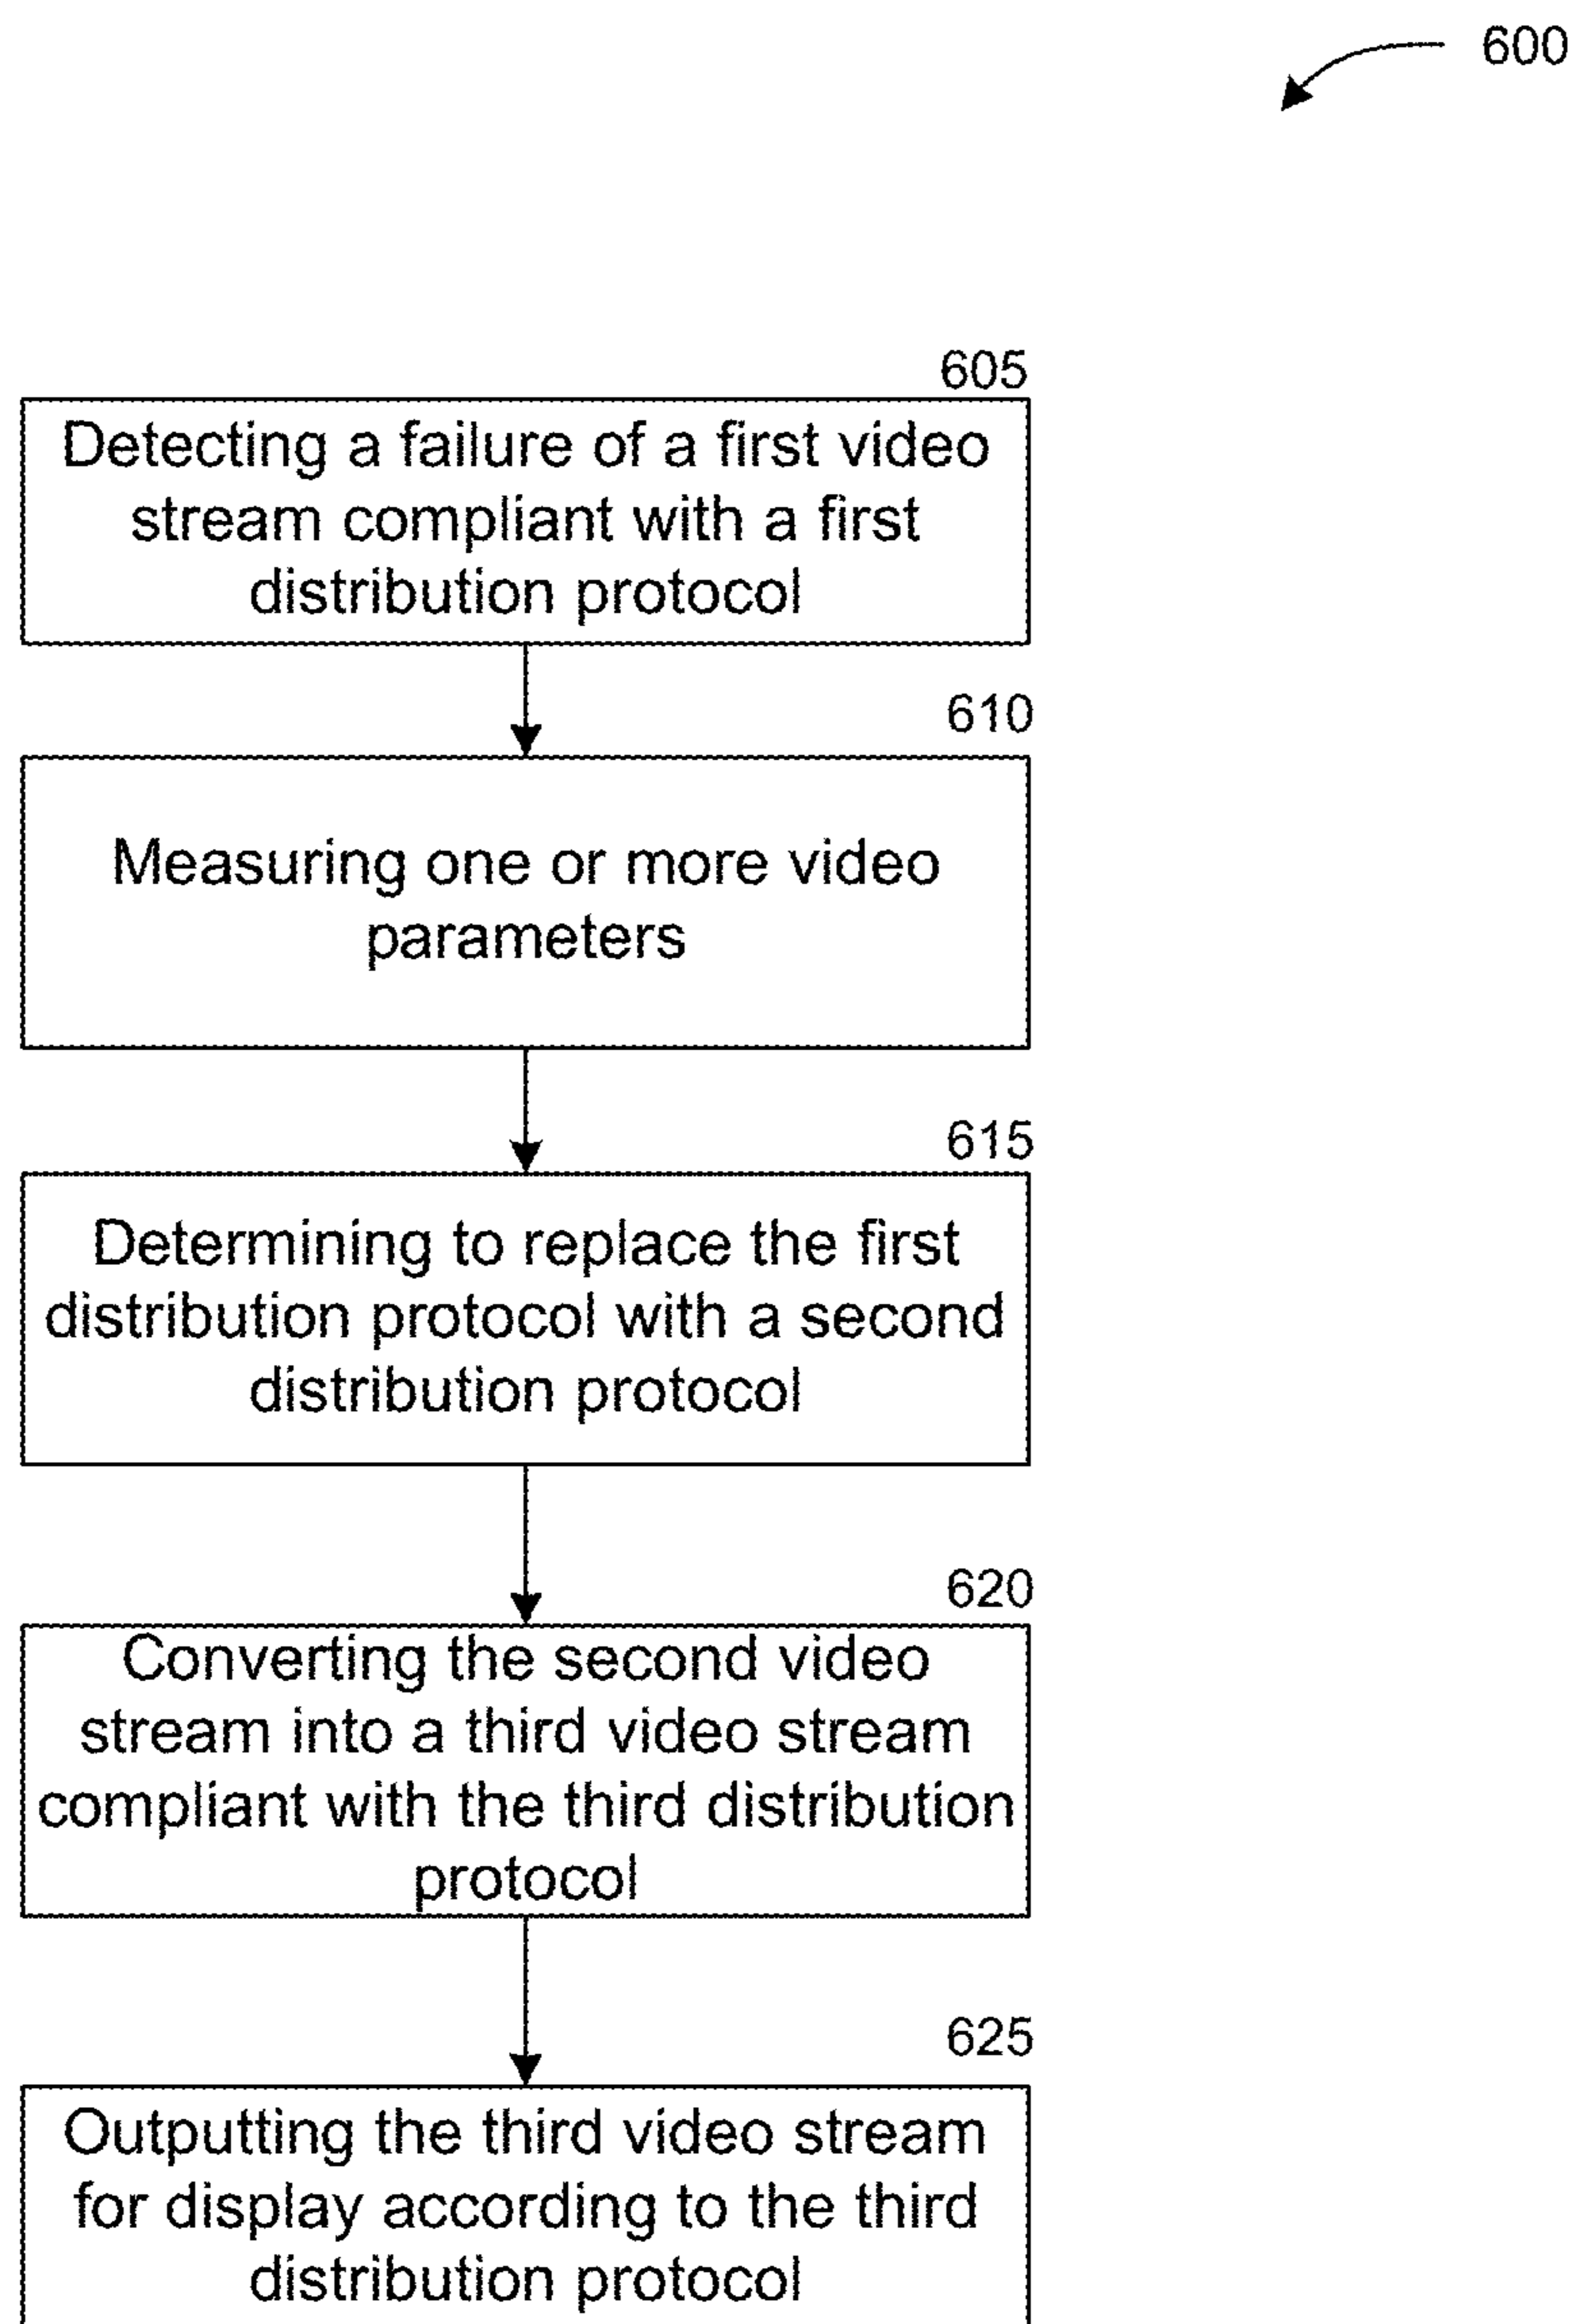 600
605
Detecting a failure of a first video
stream compliant with a first
distribution protocol
610
Measuring one or more video
parameters
615
Determining to replace the first
distribution protocol with a second
distribution protocol
620
Converting the second video
stream into a third video stream
compliant with the third distribution
protocol
625
Outputting the third video stream
for display according to the third
distribution protocol